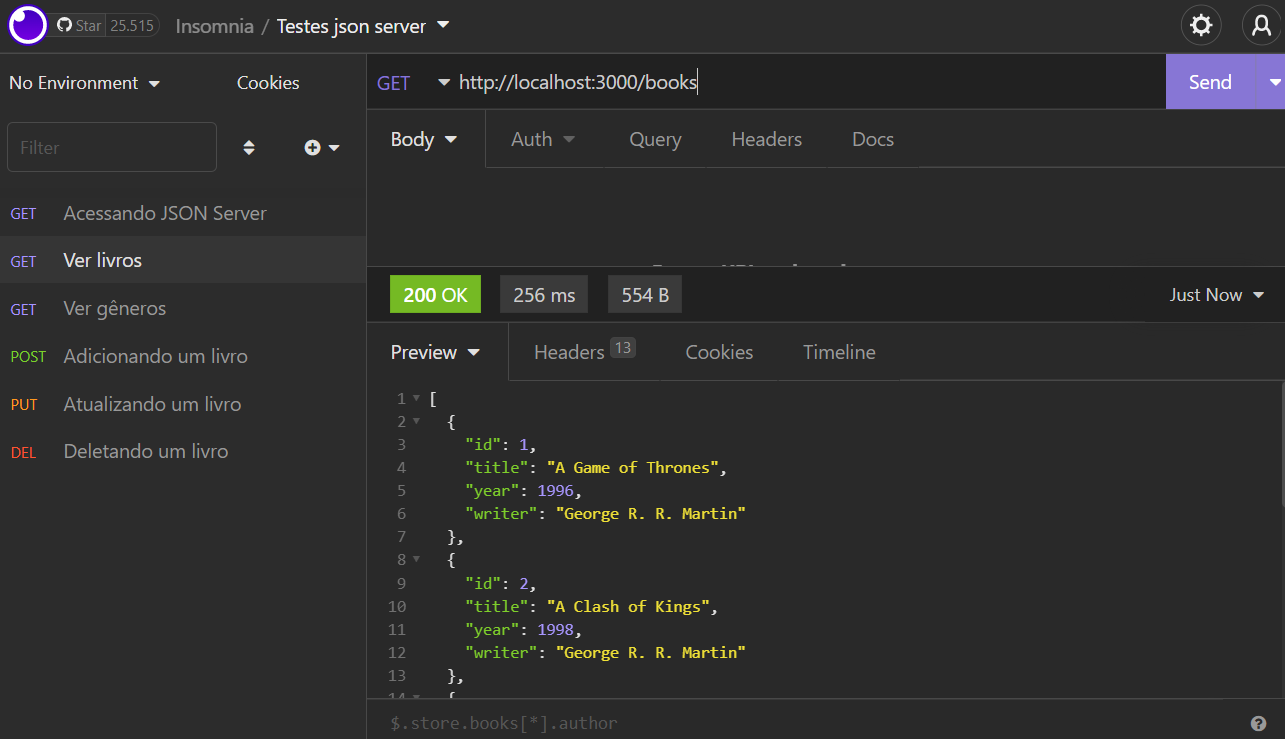 Star 25.515 Insomnia / Testes json server
No Environment Cookies
GET http://localhost:3000/books Send
Filter
Body Auth Query Headers Docs
GET Acessando JSON Server
GET Ver livros
GET Ver gêneros
POST Adicionando um livro
PUT Atualizando um livro
DEL Deletando um livro
200 OK 256 ms 554 B Just Now
Preview Headers 13 Cookies Timeline
1 [
2 {
3 "id": 1,
4 "title": "A Game of Thrones",
5 "year": 1996,
6 "writer": "George R. R. Martin"
7 },
8 {
9 "id": 2,
10 "title": "A Clash of Kings",
11 "year": 1998,
12 "writer": "George R. R. Martin"
13 },
14 {
$.store.books[*].author